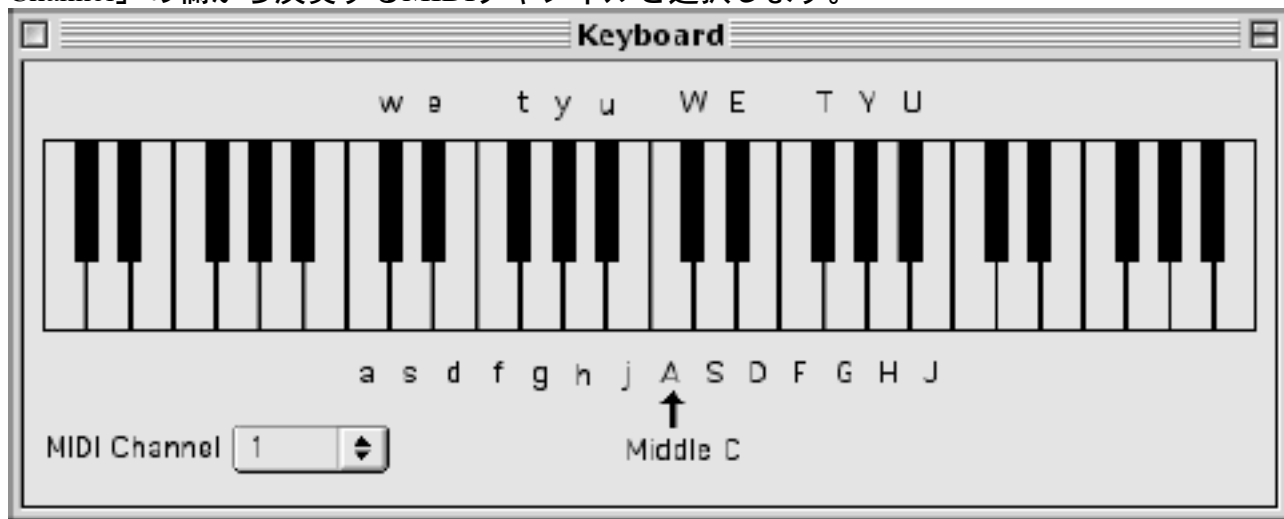 Channel」の欄から演奏するMIDIチャンネルを選択します。
Keyboard
w e t y u W E T Y U
a s d f g h j A S D F G H J
MIDI Channel 1
Middle C